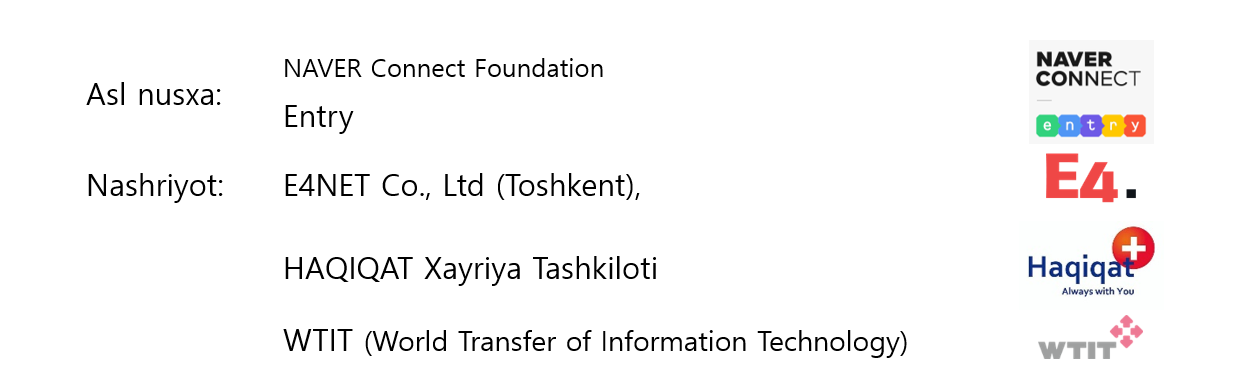 Asl nusxa:
NAVER Connect Foundation
Entry
NAVER
CONNECT
entry
Nashriyot:
E4NET Co., Ltd (Toshkent),
E4.
HAQIQAT Xayriya Tashkiloti
Haqiqat
Always with You
WTIT (World Transfer of Information Technology)
WTIT